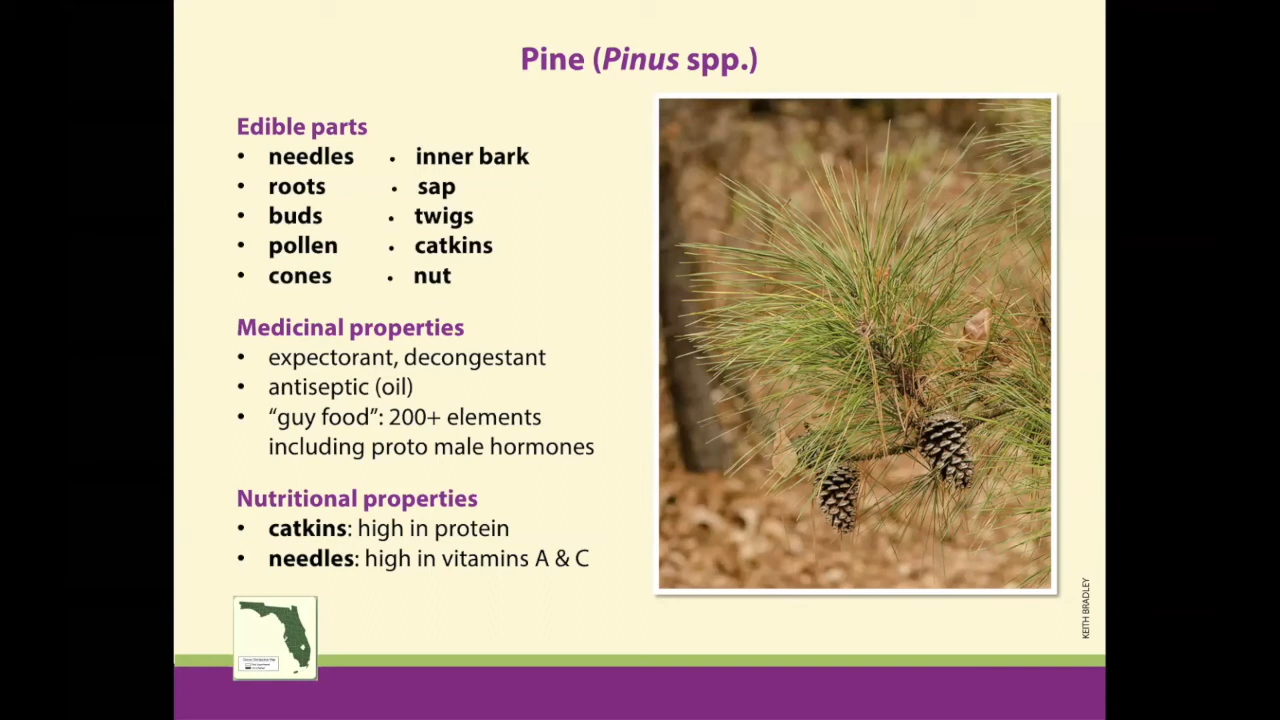 Pine (Pinus spp.)
Edible parts
• needles • inner bark
• roots • sap
• buds • twigs
• pollen • catkins
• cones • nut
Medicinal properties
• expectorant, decongestant
• antiseptic (oil)
• “guy food”: 200+ elements
including proto male hormones
Nutritional properties
• catkins: high in protein
• needles: high in vitamins A & C
KEITH BRADLEY